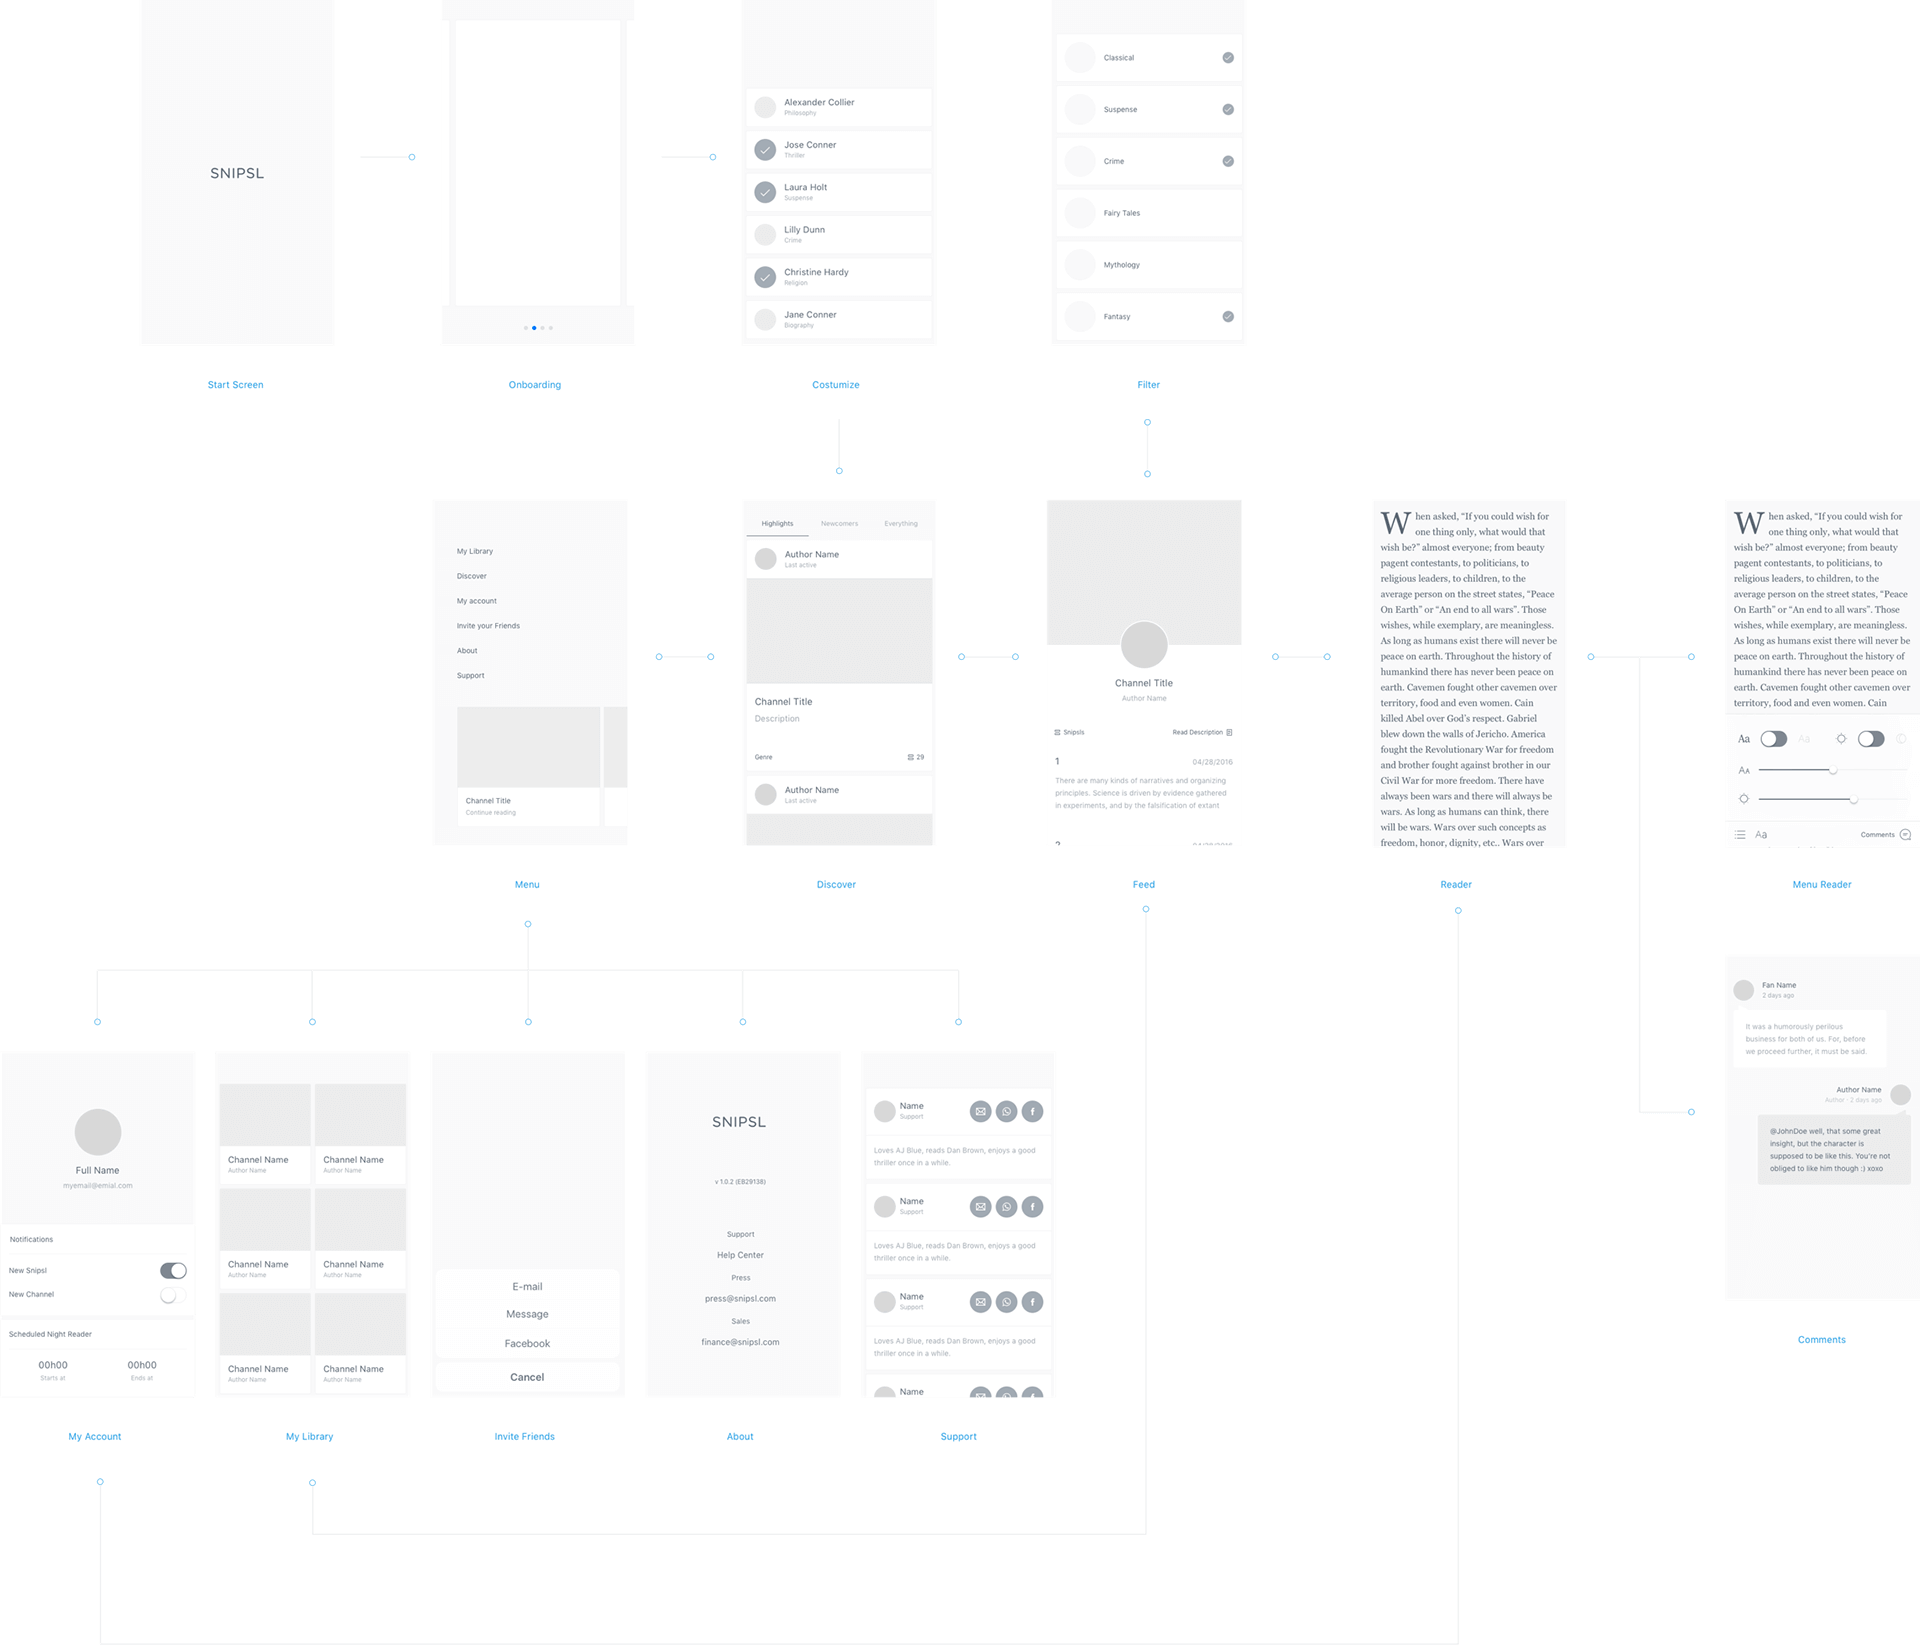 SNIPSL
Start Screen
Onboarding
Alexander Collier
Philosophy
Jose Conner
Thriller
Laura Holt
Suspense
Lilly Dunn
Crime
Christine Hardy
Religion
Jane Conner
Biography
Costumize
Classical
Suspense
Crime
Fairy Tales
Mythology
Fantasy
Filter
My Library
Discover
My account
Invite your Friends
About
Support
Channel Title
Continue reading
Menu
Highlights
Newcomers
Everything
Author Name
Last active
Channel Title
Description
Genre
29
Author Name
Last active
Discover
Channel Title
Author Name
Snipsls
Read Description
1
04/28/2016
There are many kinds of narratives and organizing
principles. Science is driven by evidence gathered
in experiments, and by the falsification of extant
Feed
When asked, “If you could wish for
one thing only, what would that
wish be?” almost everyone; from beauty
pagent contestants, to politicians, to
religious leaders, to children, to the
average person on the street states, “Peace
On Earth” or “An end to all wars”. Those
wishes, while exemplary, are meaningless.
As long as humans exist there will never be
peace on earth. Throughout the history of
humankind there has never been peace on
earth. Cavemen fought other cavemen over
territory, food and even women. Cain
killed Abel over God’s respect. Gabriel
blew down the walls of Jericho. America
fought the Revolutionary War for freedom
and brother fought against brother in our
Civil War for more freedom. There have
always been wars and there will always be
wars. As long as humans can think, there
will be wars. Wars over such concepts as
freedom, honor, dignity, etc.. Wars over
Reader
When asked, “If you could wish for
one thing only, what would that
wish be?” almost everyone; from beauty
pagent contestants, to politicians, to
religious leaders, to children, to the
average person on the street states, “Peace
On Earth” or “An end to all wars”. Those
wishes, while exemplary, are meaningless.
As long as humans exist there will never be
peace on earth. Throughout the history of
humankind there has never been peace on
earth. Cavemen fought other cavemen over
territory, food and even women. Cain
Aa
Aa
AA
Aa
Comments
Menu Reader
Fan Name
2 days ago
It was a humorously perilous
business for both of us. For, before
we proceed further, it must be said.
Author Name
Author · 2 days ago
@JohnDoe well, that some great
insight, but the character is
supposed to be like this. You're not
obliged to like him though :) xoxo
Comments
Full Name
myemail@emial.com
Notifications
New Snipsl
New Channel
Scheduled Night Reader
00h00
00h00
Starts at
Ends at
My Account
Channel Name
Channel Name
Author Name
Author Name
Channel Name
Channel Name
Author Name
Author Name
Channel Name
Channel Name
Author Name
Author Name
My Library
E-mail
Message
Facebook
Cancel
Invite Friends
SNIPSL
v 1.0.2 (EB29138)
Support
Help Center
Press
press@snipsl.com
Sales
finance@snipsl.com
About
Name
Support
Loves AJ Blue, reads Dan Brown, enjoys a good
thriller once in a while.
Name
Support
Loves AJ Blue, reads Dan Brown, enjoys a good
thriller once in a while.
Name
Support
Loves AJ Blue, reads Dan Brown, enjoys a good
thriller once in a while.
Name
Support